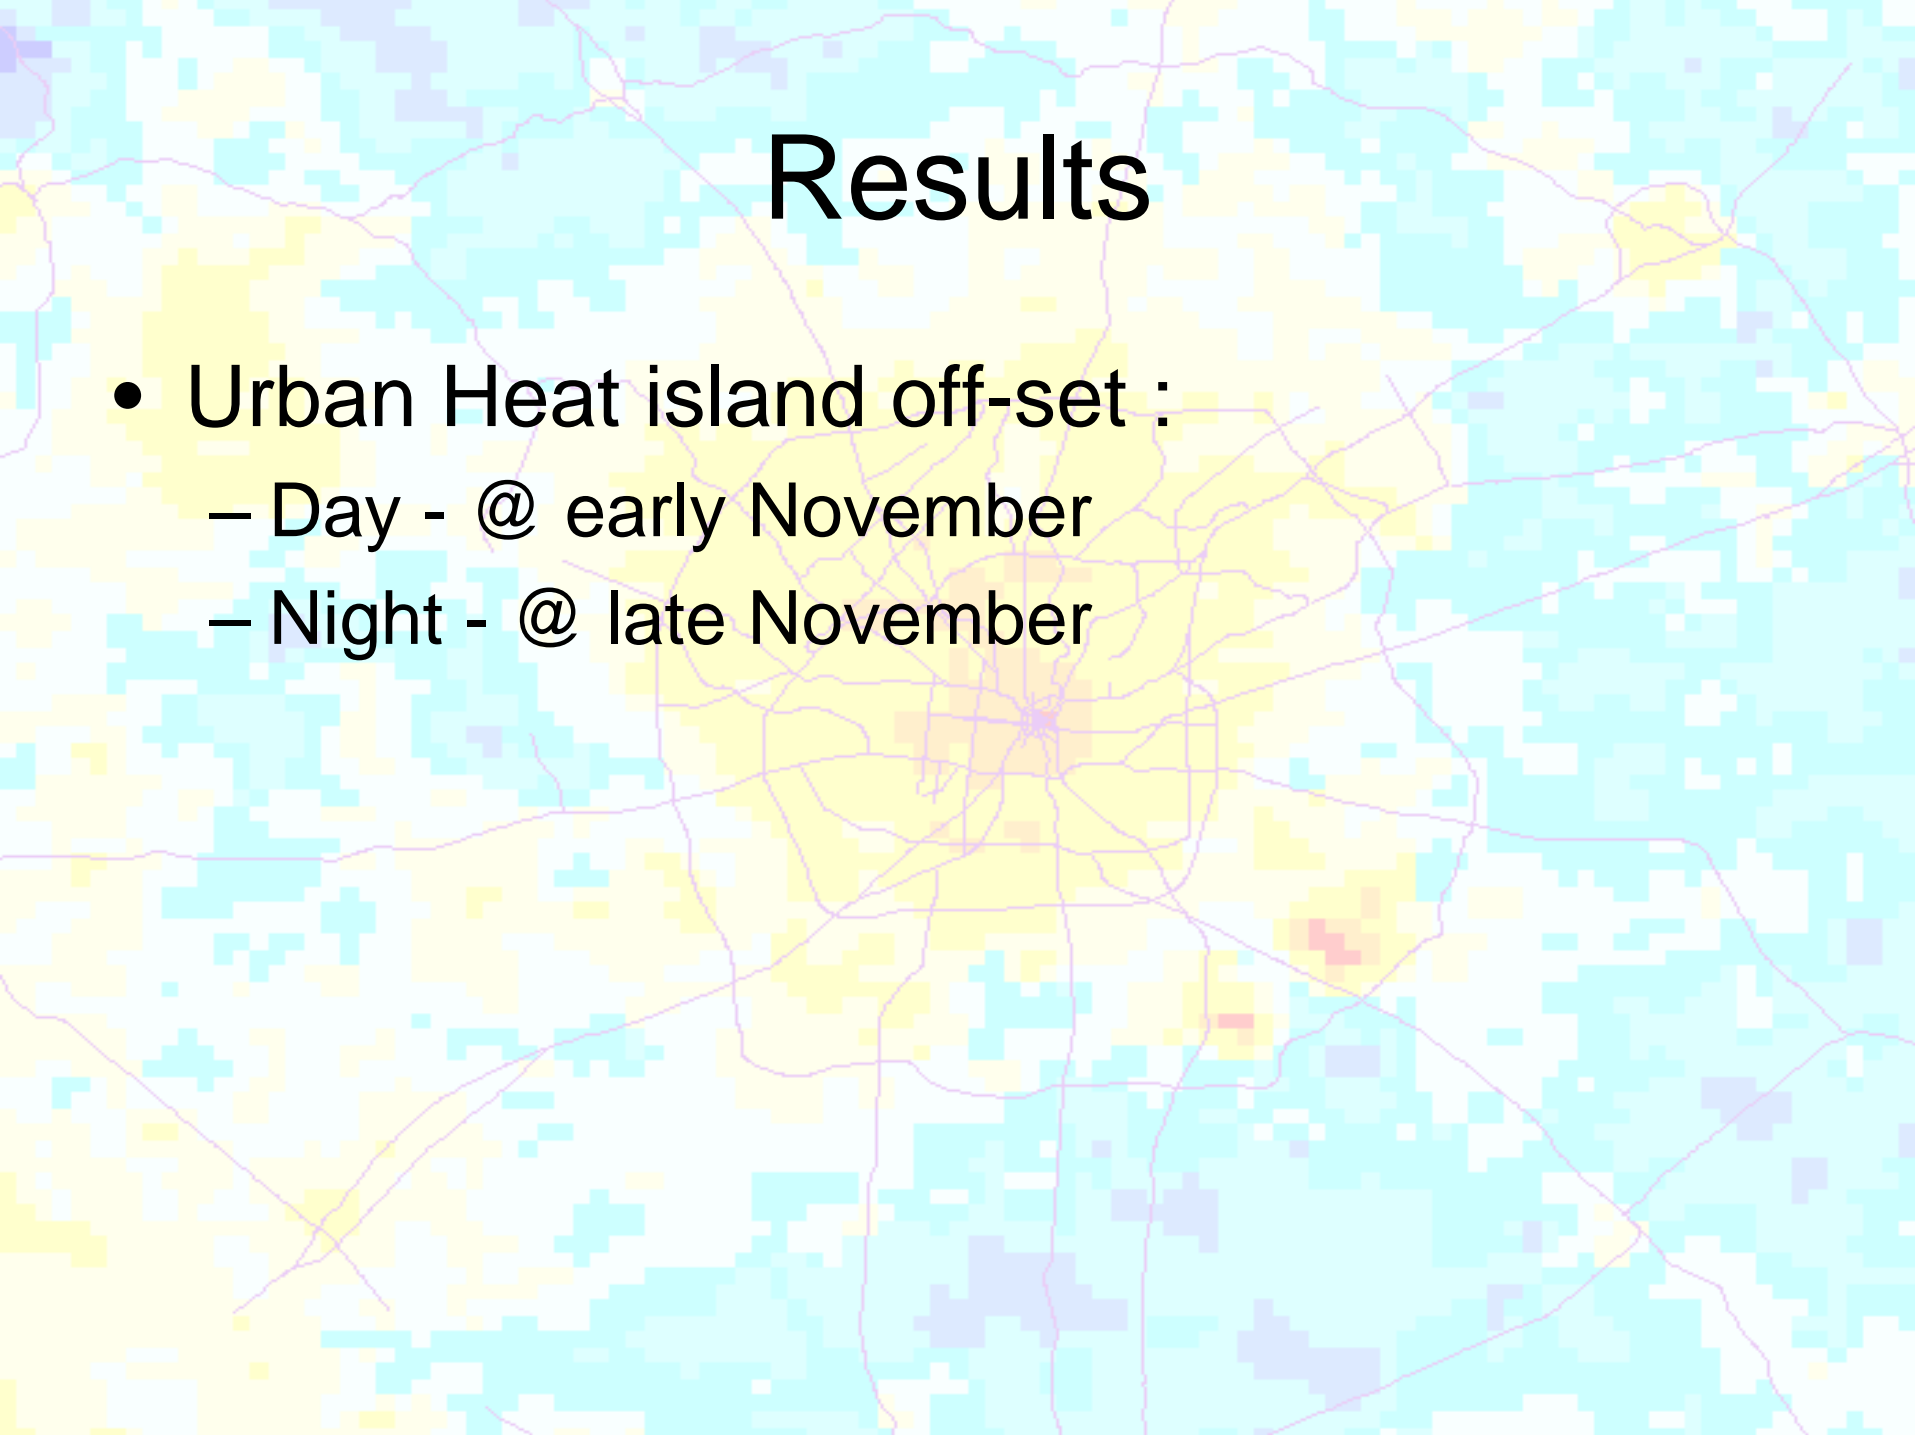 Results
• Urban Heat island off-set :
– Day - @ early November
– Night - @ late November